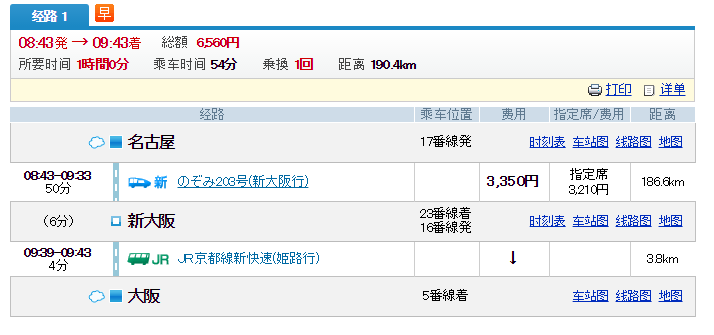 经路 1 早
08:43発 → 09:43着 総額 6,560円
所要时间 1時間0分 乘车时间 54分 乗換 1回 距离 190.4km
打印 详单
经路 乘车位置 费用 指定席/费用 距离
名古屋 17番線発 时刻表 车站图 线路图 地图
08:43-09:33
50分
新 のぞみ203号(新大阪行) 3,350円
指定席
3,210円
186.6km
(6分) 新大阪
23番線着
16番線発
时刻表 车站图 线路图 地图
09:39-09:43
4分
JR JR京都線新快速(姫路行) ↓ 3.8km
大阪 5番線着 车站图 线路图 地图